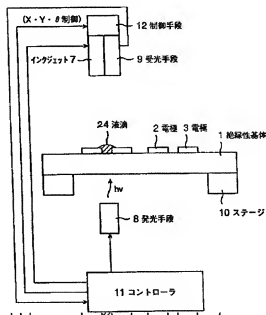 (X・Y・θ制御)
12 制御手段
インクジェット7
9 受光手段
24 液滴
2 電極
3 電極
1 絶縁性基体
hν
10 ステージ
8 発光手段
11 コントローラ